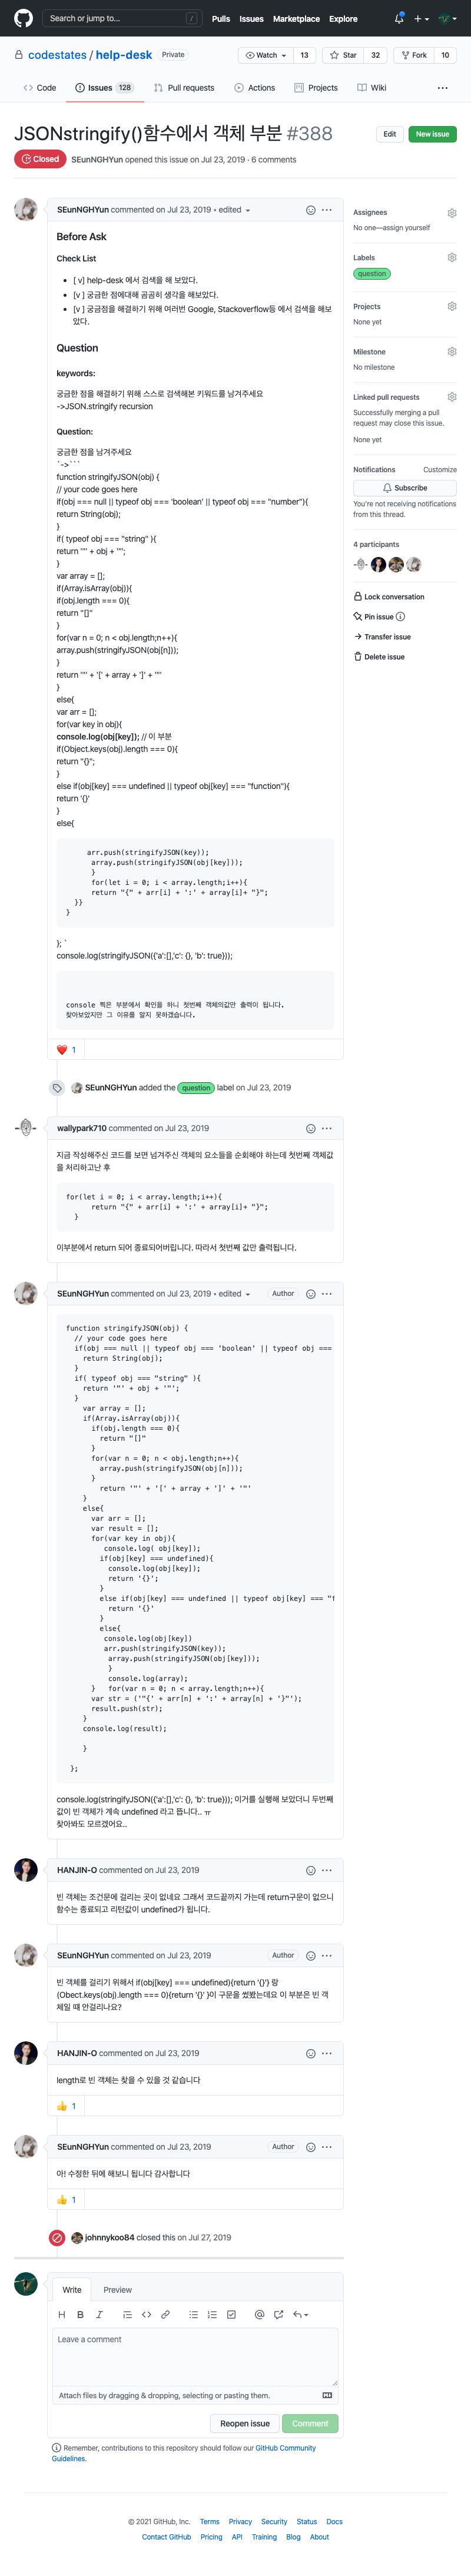 Search or jump to... /
Pulls Issues Marketplace Explore
codestates / help-desk Private
Watch 13 Star 32 Fork 10
Code Issues 128 Pull requests Actions Projects Wiki
JSONstringify()함수에서 객체 부분 #388
Edit New issue
Closed SEunNGHYun opened this issue on Jul 23, 2019 · 6 comments
SEunNGHYun commented on Jul 23, 2019 • edited
Before Ask
Check List
[ v] help-desk 에서 검색을 해 보았다.
[v ] 궁금한 점에대해 곰곰히 생각을 해보았다.
[v ] 궁금점을 해결하기 위해 여러번 Google, Stackoverflow등 에서 검색을 해보
았다.
Question
keywords:
궁금한 점을 해결하기 위해 스스로 검색해본 키워드를 남겨주세요
->JSON.stringify recursion
Question:
궁금한 점을 남겨주세요
`->```
function stringifyJSON(obj) {
// your code goes here
if(obj === null || typeof obj === 'boolean' || typeof obj === "number"){
return String(obj);
}
if( typeof obj === "string" ){
return '"' + obj + '"';
}
var array = [];
if(Array.isArray(obj)){
if(obj.length === 0){
return "[]"
}
for(var n = 0; n < obj.length;n++){
array.push(stringifyJSON(obj[n]));
}
return '"' + '[' + array + ']' + '"'
}
else{
var arr = [];
for(var key in obj){
console.log(obj[key]); // 이 부분
if(Object.keys(obj).length === 0){
return "{}";
}
else if(obj[key] === undefined || typeof obj[key] === "function"){
return '{}'
}
else{
arr.push(stringifyJSON(key));
array.push(stringifyJSON(obj[key]));
}
for(let i = 0; i < array.length;i++){
return "{" + arr[i] + ':' + array[i]+ "}";
}}
}
}; `
console.log(stringifyJSON({'a':[],'c': {}, 'b': true}));
console 찍은 부분에서 확인을 하니 첫번째 객체의값만 출력이 됩니다.
찾아보았지만 그 이유를 알지 못하겠습니다.
1
SEunNGHYun added the question label on Jul 23, 2019
wallypark710 commented on Jul 23, 2019
지금 작성해주신 코드를 보면 넘겨주신 객체의 요소들을 순회해야 하는데 첫번째 객체값
을 처리하고난 후
for(let i = 0; i < array.length;i++){
return "{" + arr[i] + ':' + array[i]+ "}";
}
이부분에서 return 되어 종료되어버립니다. 따라서 첫번째 값만 출력됩니다.
SEunNGHYun commented on Jul 23, 2019 • edited Author
function stringifyJSON(obj) {
// your code goes here
if(obj === null || typeof obj === 'boolean' || typeof obj ===
return String(obj);
}
if( typeof obj === "string" ){
return '"' + obj + '"';
}
var array = [];
if(Array.isArray(obj)){
if(obj.length === 0){
return "[]"
}
for(var n = 0; n < obj.length;n++){
array.push(stringifyJSON(obj[n]));
}
return '"' + '[' + array + ']' + '"'
}
else{
var arr = [];
var result = [];
for(var key in obj){
console.log( obj[key]);
if(obj[key] === undefined){
console.log(obj[key]);
return '{}';
}
else if(obj[key] === undefined || typeof obj[key] === "f
return '{}'
}
else{
console.log(obj[key])
arr.push(stringifyJSON(key));
array.push(stringifyJSON(obj[key]));
}
console.log(array);
} for(var n = 0; n < array.length;n++){
var str = ('"{' + arr[n] + ':' + array[n] + '}"');
result.push(str);
}
console.log(result);
}
};
console.log(stringifyJSON({'a':[],'c': {}, 'b': true})); 이거를 실행해 보았더니 두번째
값이 빈 객체가 계속 undefined 라고 뜹니다.. ㅠ
찾아봐도 모르겠어요..
HANJIN-O commented on Jul 23, 2019
빈 객체는 조건문에 걸리는 곳이 없네요 그래서 코드끝까지 가는데 return구문이 없으니
함수는 종료되고 리턴값이 undefined가 됩니다.
SEunNGHYun commented on Jul 23, 2019 Author
빈 객체를 걸리기 위해서 if(obj[key] === undefined){return '{}'} 랑
(Obect.keys(obj).length === 0){return '{}' }이 구문을 썼봤는데요 이 부분은 빈 객
체일 때 안걸리나요?
HANJIN-O commented on Jul 23, 2019
length로 빈 객체는 찾을 수 있을 것 같습니다
1
SEunNGHYun commented on Jul 23, 2019 Author
아! 수정한 뒤에 해보니 됩니다 감사합니다
1
johnnykoo84 closed this on Jul 27, 2019
Write Preview
Leave a comment
Attach files by dragging & dropping, selecting or pasting them.
Reopen issue Comment
Remember, contributions to this repository should follow our GitHub Community
Guidelines.
Assignees
No one—assign yourself
Labels
question
Projects
None yet
Milestone
No milestone
Linked pull requests
Successfully merging a pull
request may close this issue.
None yet
Notifications Customize
Subscribe
You're not receiving notifications
from this thread.
4 participants
Lock conversation
Pin issue
Transfer issue
Delete issue
© 2021 GitHub, Inc. Terms Privacy Security Status Docs
Contact GitHub Pricing API Training Blog About